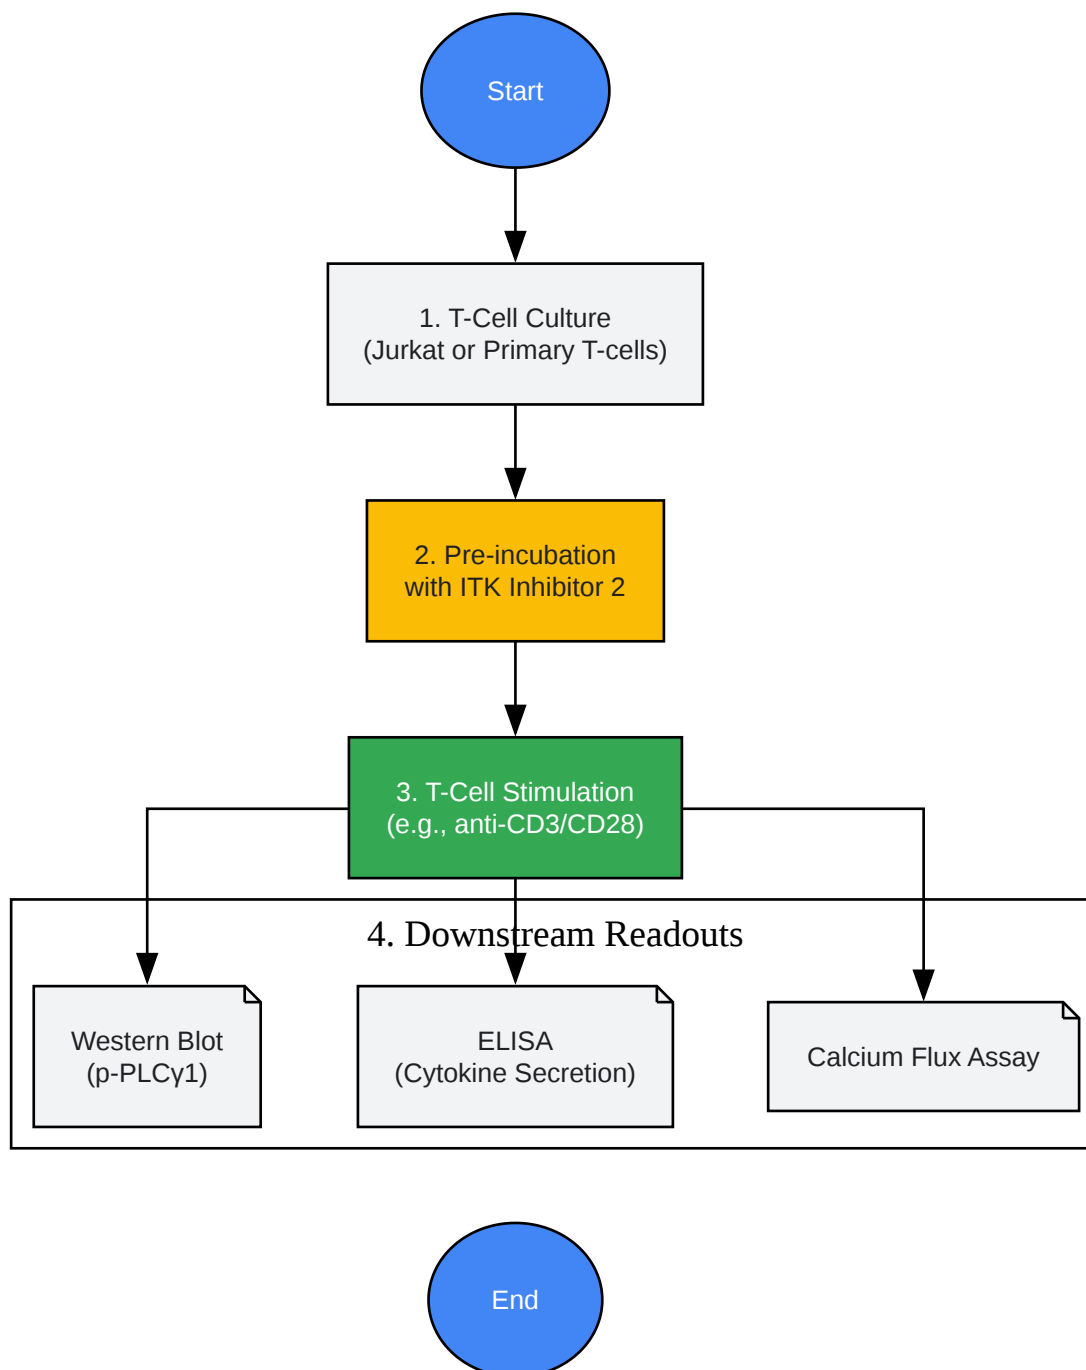 Start
1. T-Cell Culture
(Jurkat or Primary T-cells)
2. Pre-incubation
with ITK Inhibitor 2
3. T-Cell Stimulation
(e.g., anti-CD3/CD28)
4. Downstream Readouts
Western Blot
(p-PLCγ1)
ELISA
(Cytokine Secretion)
Calcium Flux Assay
End